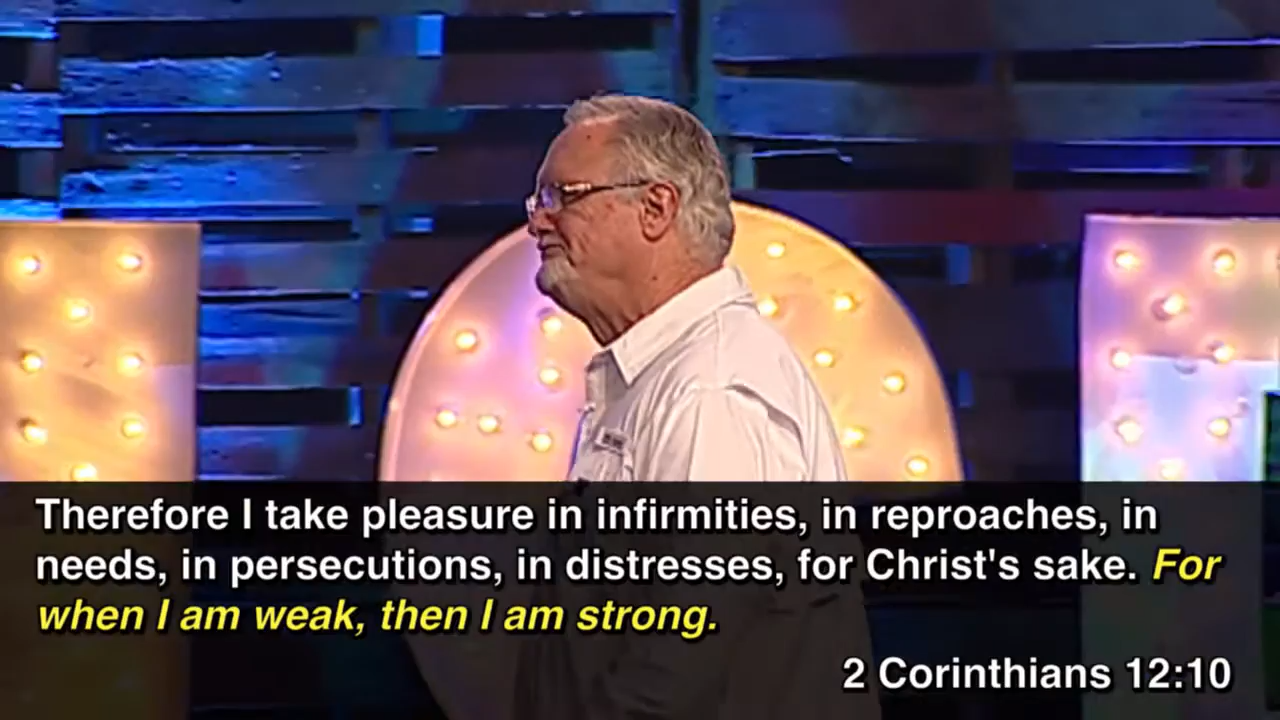 Therefore I take pleasure in infirmities, in reproaches, in
needs, in persecutions, in distresses, for Christ's sake. For
when I am weak, then I am strong.
2 Corinthians 12:10